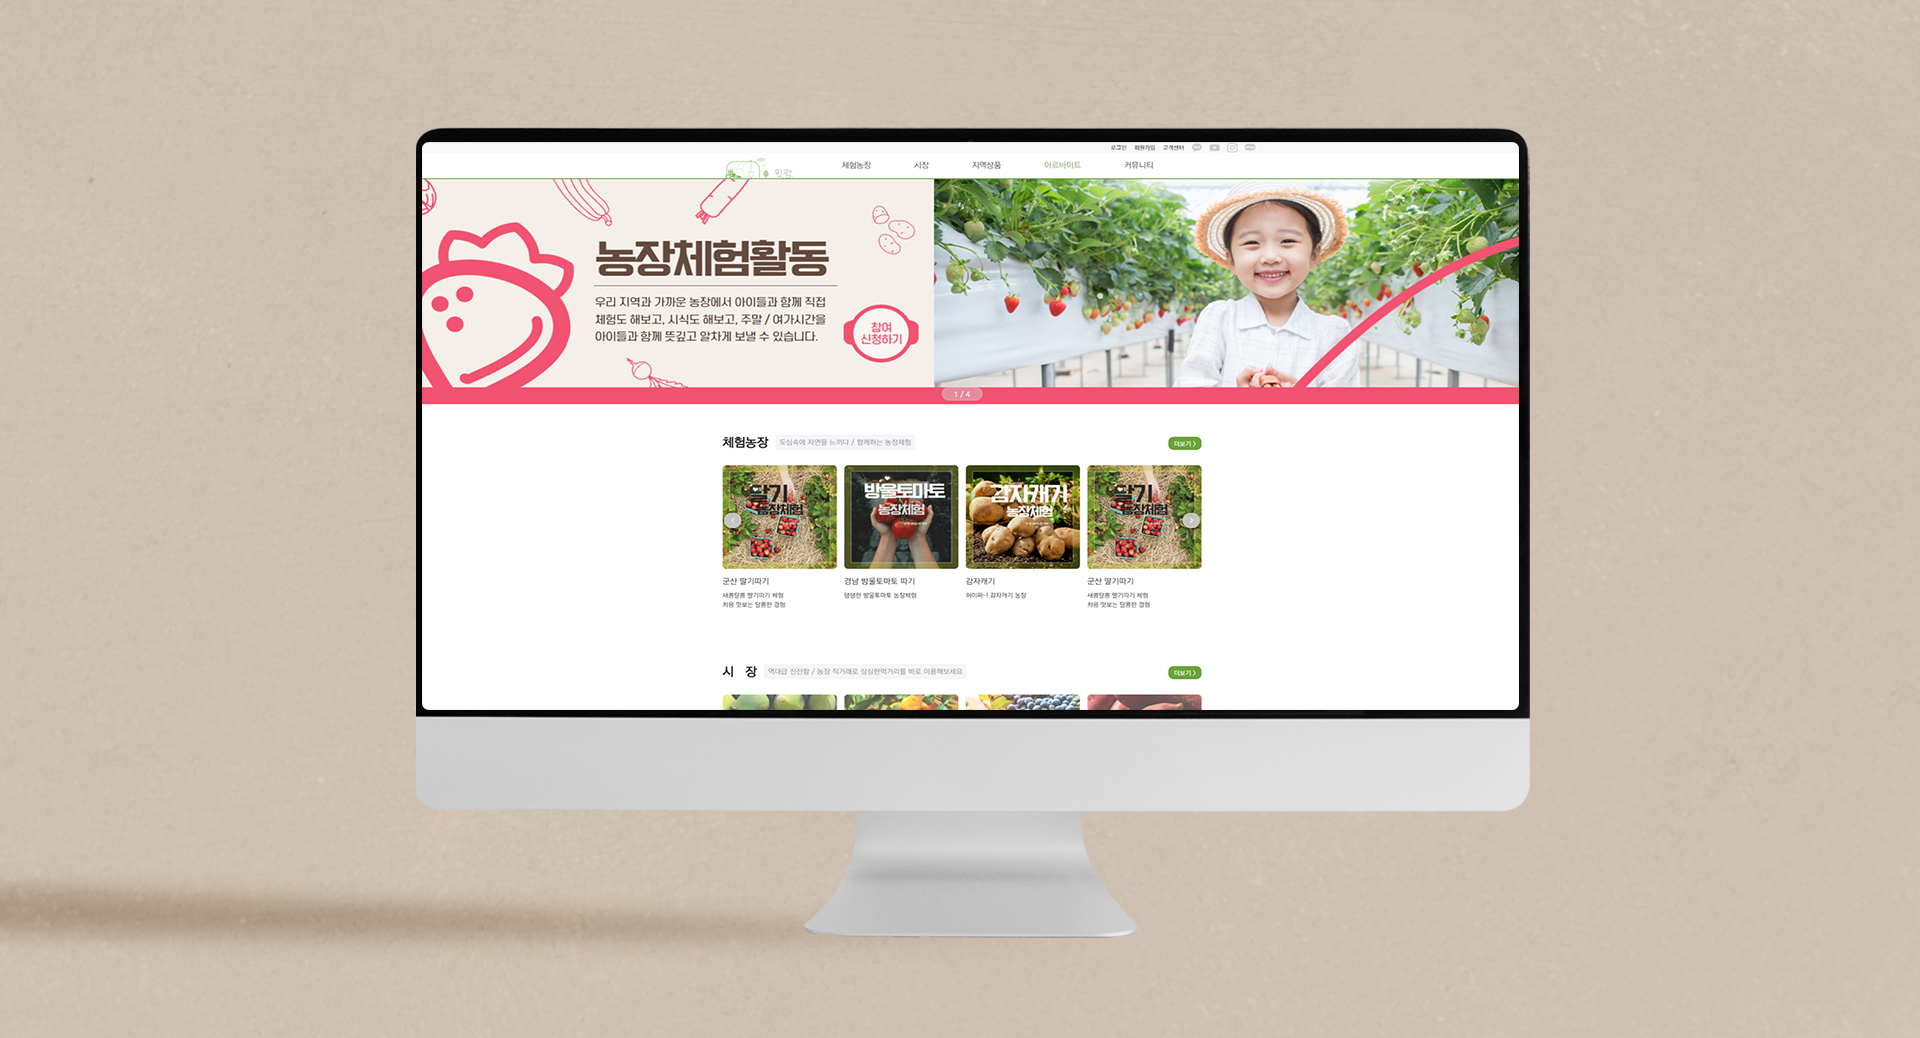 로그인 회원가입 고객센터
체험농장 시장 지역상품 아르바이트 커뮤니티
농장체험활동
우리 지역과 가까운 농장에서 아이들과 함께 직접
체험도 해보고, 시식도 해보고, 주말 / 여가시간을
아이들과 함께 뜻깊고 알차게 보낼 수 있습니다.
참여
신청하기
1 / 4
체험농장 도심속에 자연을 느끼다 / 함께하는 농장체험 더보기 >
딸기
농장체험
방울토마토
농장체험
감자캐기
농장체험
딸기
농장체험
군산 딸기따기
새콤달콤 딸기따기 체험
처음 맛보는 달콤한 경험
경남 방울토마토 따기
탱탱한 방울토마토 농장체험
감자캐기
허이짜~! 감자캐기 농장
군산 딸기따기
새콤달콤 딸기따기 체험
처음 맛보는 달콤한 경험
시 장 역대급 신선함 / 농장 직거래로 싱싱한먹거리를 바로 이용해보세요 더보기 >